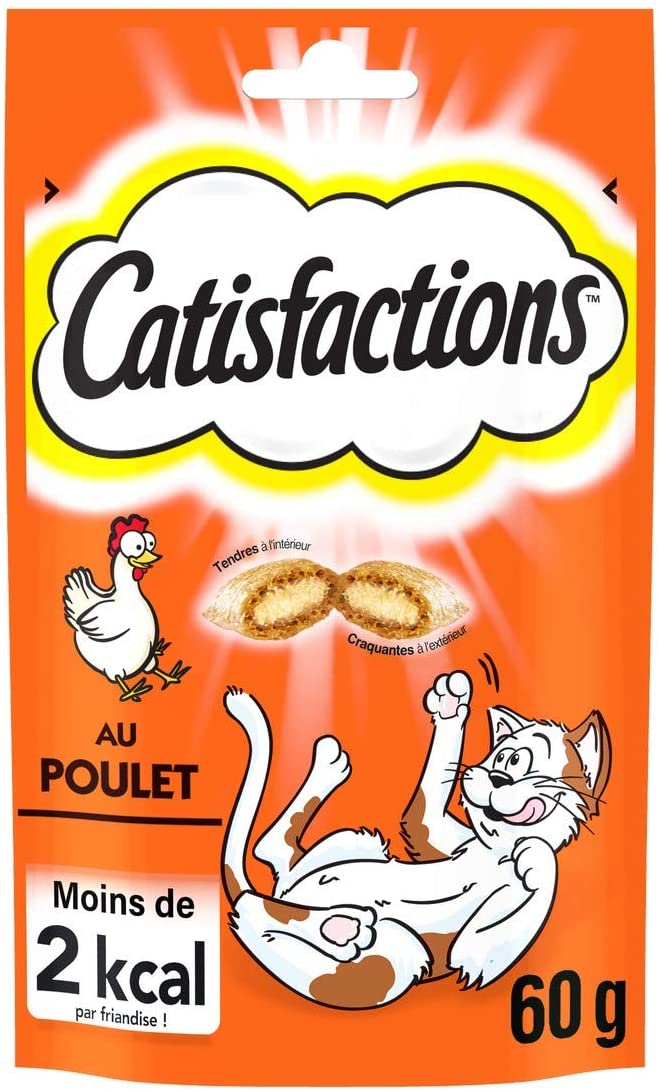 Catisfactions™
Tendres à l'intérieur
Craquantes à l'extérieur
AU
POULET
Moins de
2 kcal
par friandise !
60 g